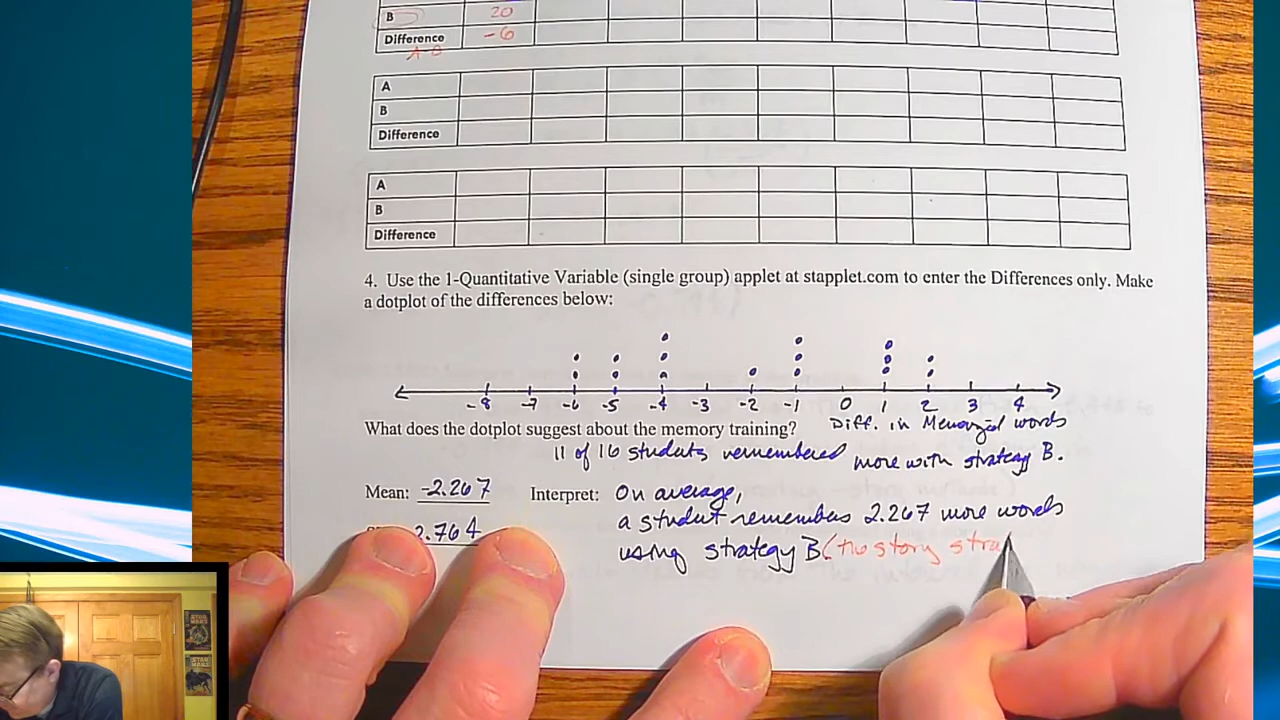 B 20
Difference -6
A-B
A
B
Difference
A
B
Difference
4. Use the 1-Quantitative Variable (single group) applet at stapplet.com to enter the Differences only. Make
a dotplot of the differences below:
-8 -7 -6 -5 -4 -3 -2 -1 0 1 2 3 4
What does the dotplot suggest about the memory training? Diff. in Memorized words
11 of 16 students remembered more with strategy B.
Mean: -2.267 Interpret: On average,
a student remembers 2.267 more words
2.764
using strategy B (the story stra
STAR WARS
STAR WARS